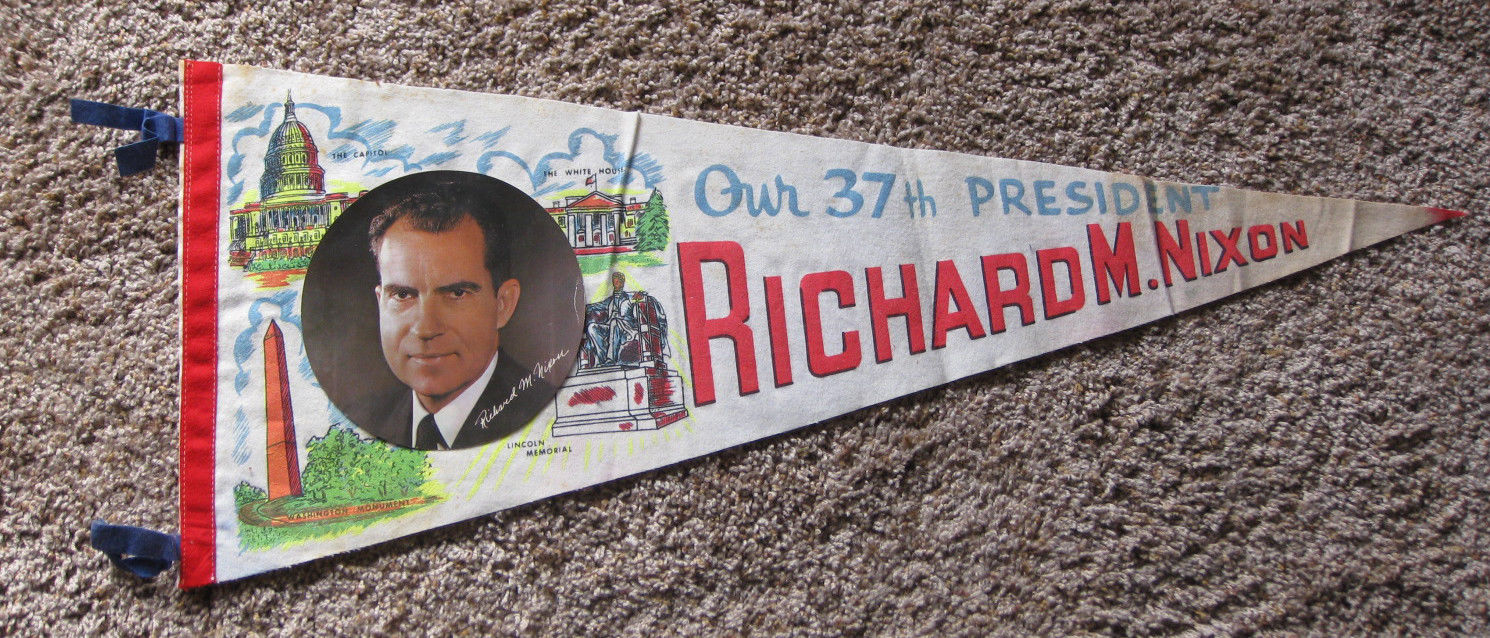 THE CAPITOL
THE WHITE HOUSE
Our 37th PRESIDENT
RICHARD M. NIXON
Richard M. Nixon
LINCOLN
MEMORIAL
WASHINGTON MONUMENT